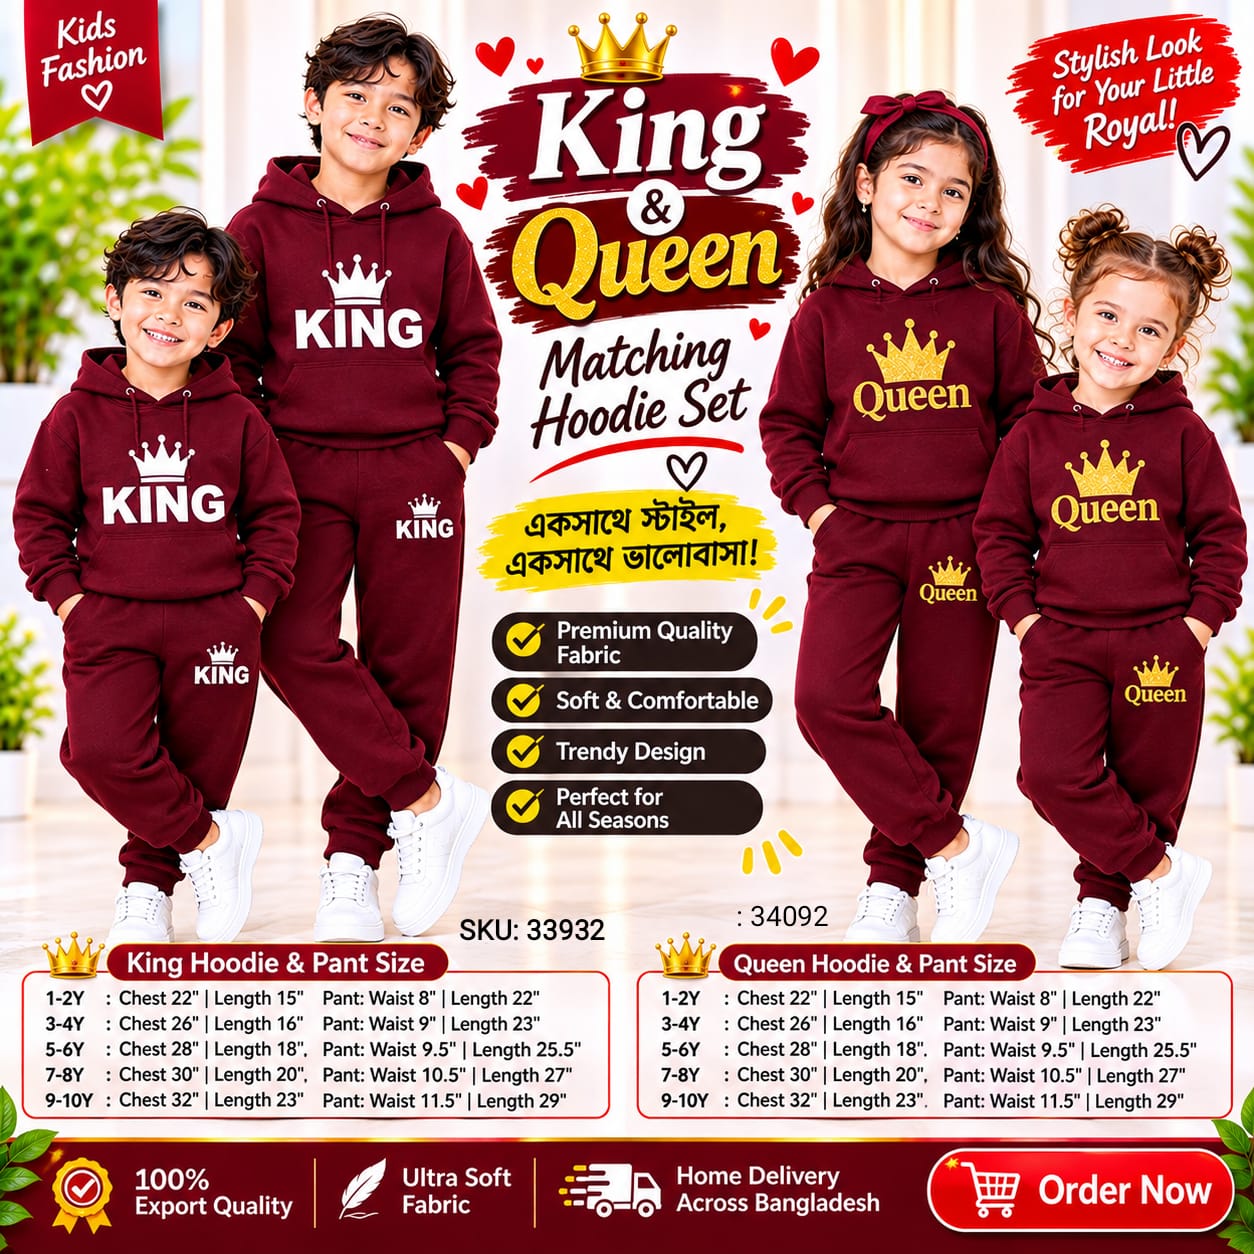 Kids
Fashion
King
&
Queen
Matching
Hoodie Set
একসাথে স্টাইল,
একসাথে ভালোবাসা!
Stylish Look
for Your Little
Royal!
KING
KING
KING
KING
Queen
Queen
Queen
Queen
Premium Quality
Fabric
Soft & Comfortable
Trendy Design
Perfect for
All Seasons
SKU: 33932
: 34092
King Hoodie & Pant Size
1-2Y : Chest 22" | Length 15" Pant: Waist 8" | Length 22"
3-4Y : Chest 26" | Length 16" Pant: Waist 9" | Length 23"
5-6Y : Chest 28" | Length 18", Pant: Waist 9.5" | Length 25.5"
7-8Y : Chest 30" | Length 20", Pant: Waist 10.5" | Length 27"
9-10Y : Chest 32" | Length 23" Pant: Waist 11.5" | Length 29"
Queen Hoodie & Pant Size
1-2Y : Chest 22" | Length 15" Pant: Waist 8" | Length 22"
3-4Y : Chest 26" | Length 16" Pant: Waist 9" | Length 23"
5-6Y : Chest 28" | Length 18", Pant: Waist 9.5" | Length 25.5"
7-8Y : Chest 30" | Length 20", Pant: Waist 10.5" | Length 27"
9-10Y : Chest 32" | Length 23". Pant: Waist 11.5" | Length 29"
100%
Export Quality
Ultra Soft
Fabric
Home Delivery
Across Bangladesh
Order Now